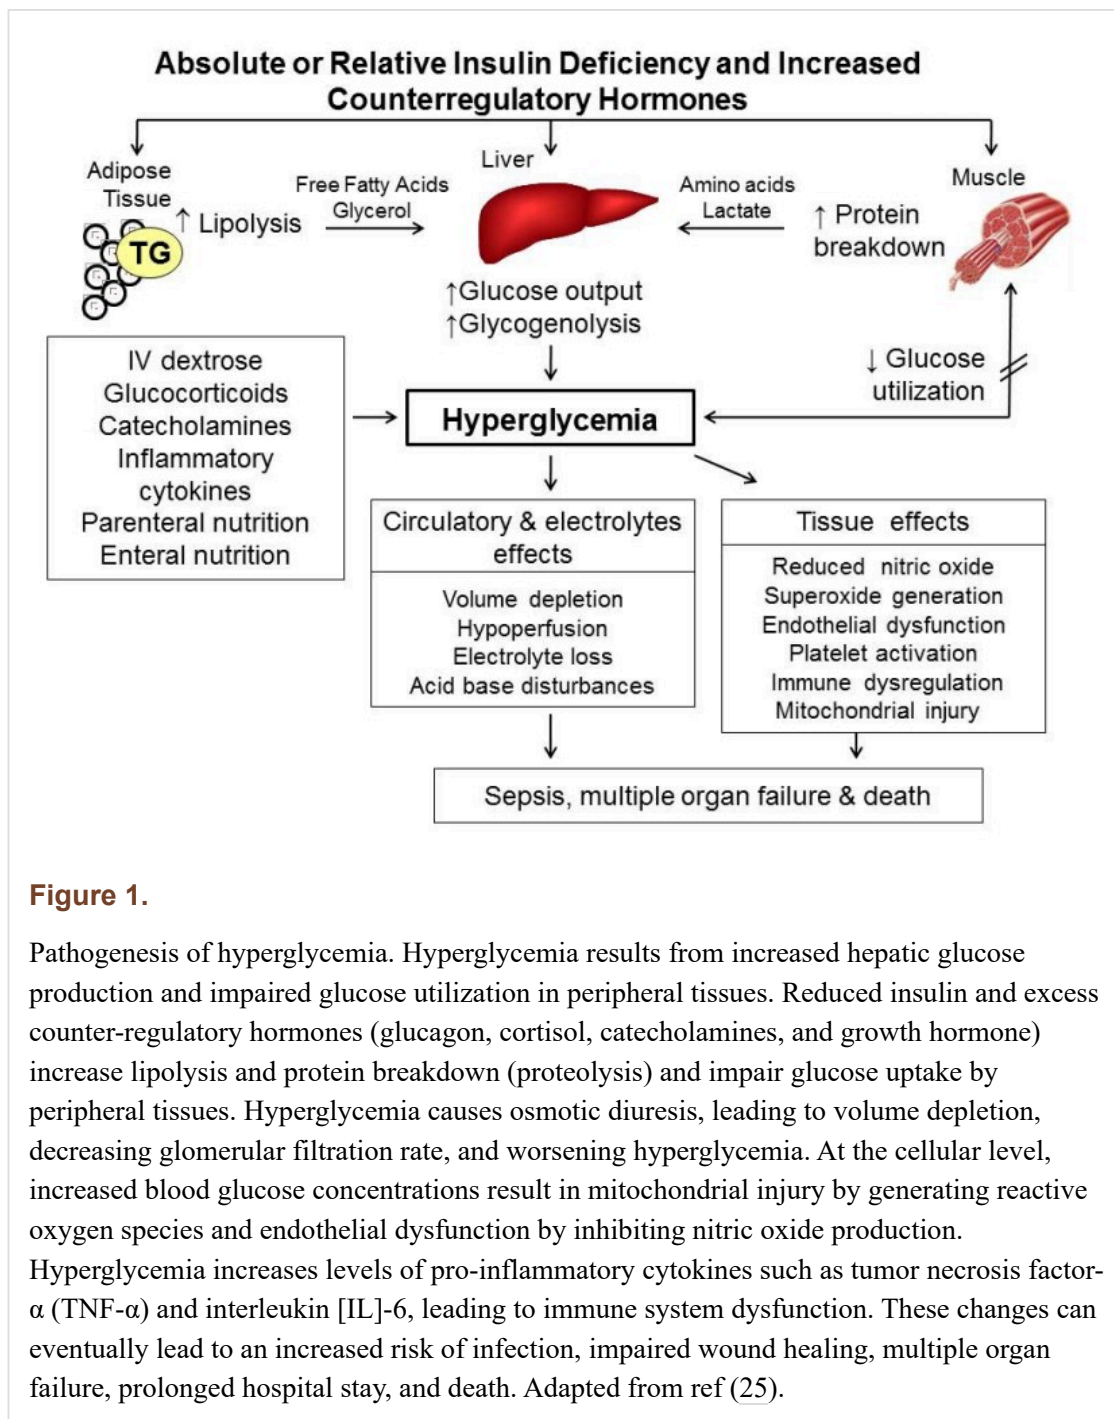 Absolute or Relative Insulin Deficiency and Increased
Counterregulatory Hormones
Adipose
Tissue
TG
↑ Lipolysis
Free Fatty Acids
Glycerol
Liver
Amino acids
Lactate
↑ Protein
breakdown
Muscle
↑Glucose output
↑Glycogenolysis
↓ Glucose
utilization
IV dextrose
Glucocorticoids
Catecholamines
Inflammatory
cytokines
Parenteral nutrition
Enteral nutrition
Hyperglycemia
Circulatory & electrolytes
effects
Volume depletion
Hypoperfusion
Electrolyte loss
Acid base disturbances
Tissue effects
Reduced nitric oxide
Superoxide generation
Endothelial dysfunction
Platelet activation
Immune dysregulation
Mitochondrial injury
Sepsis, multiple organ failure & death
Figure 1.
Pathogenesis of hyperglycemia. Hyperglycemia results from increased hepatic glucose
production and impaired glucose utilization in peripheral tissues. Reduced insulin and excess
counter-regulatory hormones (glucagon, cortisol, catecholamines, and growth hormone)
increase lipolysis and protein breakdown (proteolysis) and impair glucose uptake by
peripheral tissues. Hyperglycemia causes osmotic diuresis, leading to volume depletion,
decreasing glomerular filtration rate, and worsening hyperglycemia. At the cellular level,
increased blood glucose concentrations result in mitochondrial injury by generating reactive
oxygen species and endothelial dysfunction by inhibiting nitric oxide production.
Hyperglycemia increases levels of pro-inflammatory cytokines such as tumor necrosis factor-
α (TNF-α) and interleukin [IL]-6, leading to immune system dysfunction. These changes can
eventually lead to an increased risk of infection, impaired wound healing, multiple organ
failure, prolonged hospital stay, and death. Adapted from ref (25).